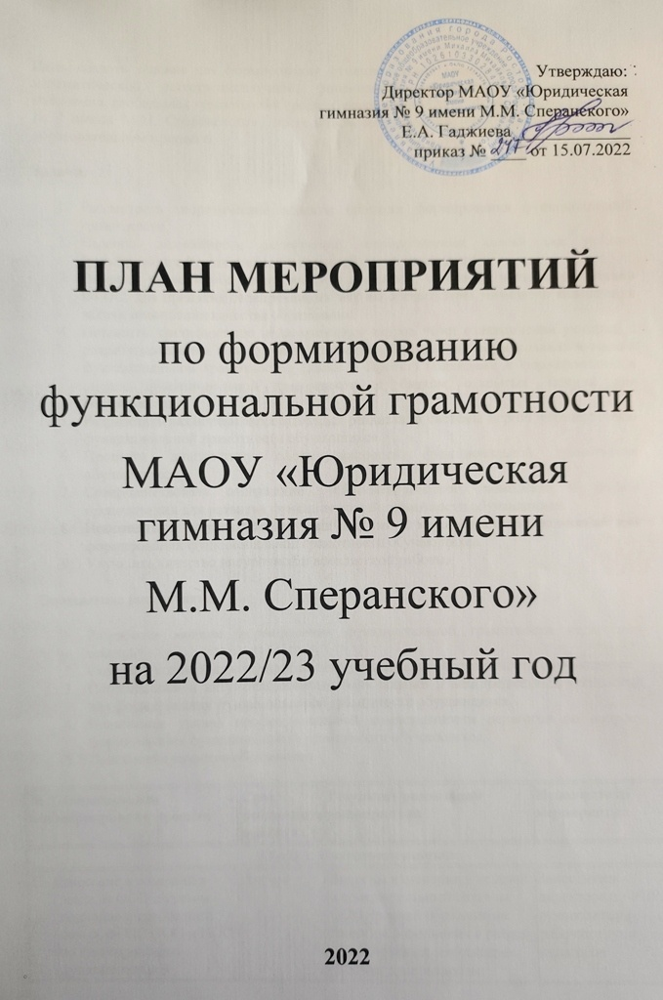 Утверждаю:
Директор МАОУ «Юридическая
гимназия № 9 имени М.М. Сперанского»
Е.А. Гаджиева
приказ № от 15.07.2022
ПЛАН МЕРОПРИЯТИЙ
по формированию
функциональной грамотности
МАОУ «Юридическая
гимназия № 9 имени
М.М. Сперанского»
на 2022/23 учебный год
2022